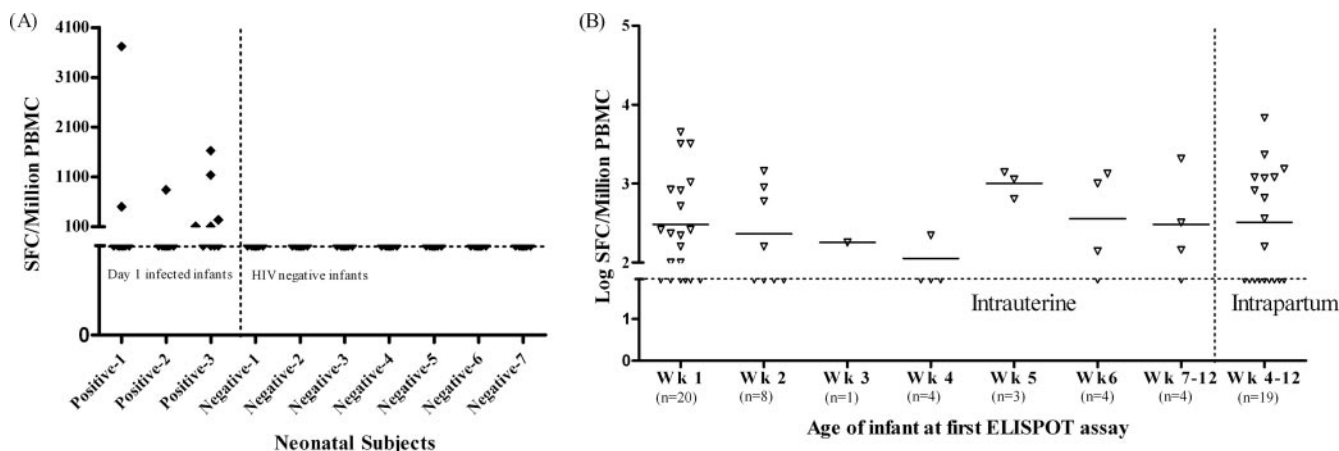 (A)
4100
3100
2100
1100
100
0
SFC/Million PBMC
Day 1 infected infants
HIV negative infants
Positive-1
Positive-2
Positive-3
Negative-1
Negative-2
Negative-3
Negative-4
Negative-5
Negative-6
Negative-7
Neonatal Subjects
(B)
5
4
3
2
1
0
Log SFC/Million PBMC
Intrauterine
Intrapartum
Wk 1 Wk 2 Wk 3 Wk 4 Wk 5 Wk6 Wk 7-12 Wk 4-12
(n=20) (n=8) (n=1) (n=4) (n=3) (n=4) (n=4) (n=19)
Age of infant at first ELISPOT assay